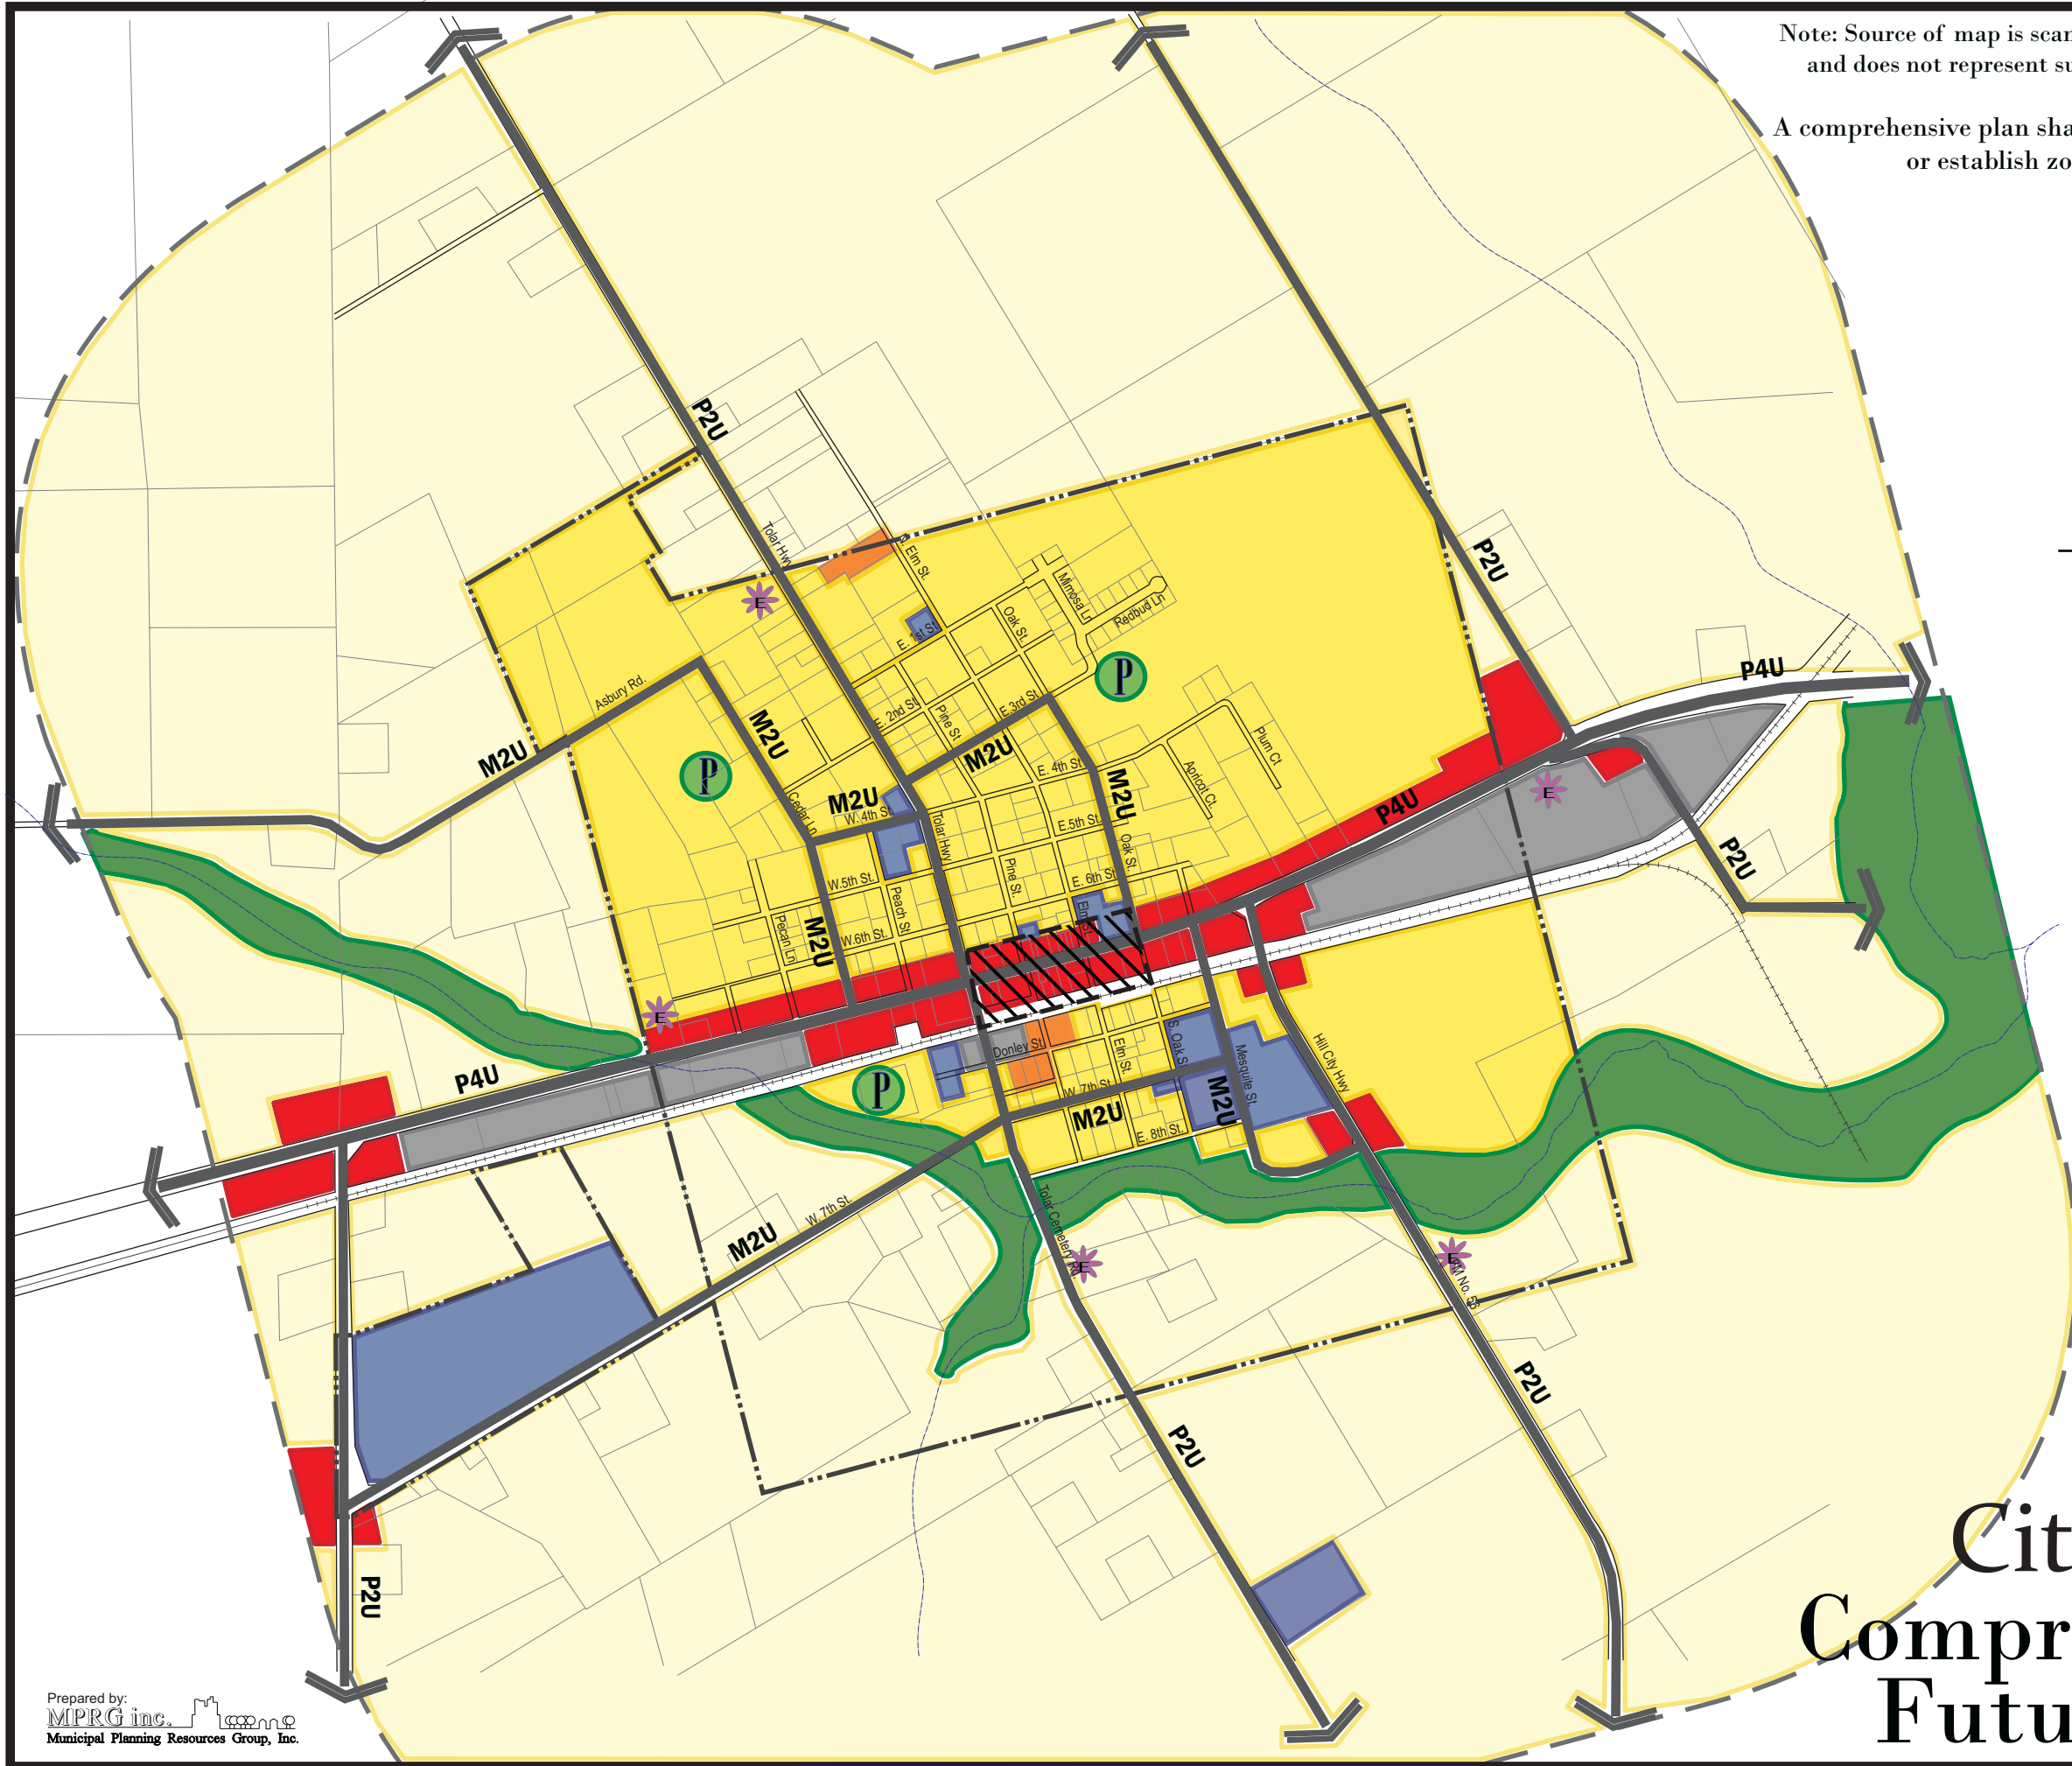 Note: Source of map is scan
and does not represent su
A comprehensive plan sha
or establish zo
P2U
Tolar Hwy
N. Elm St.
P2U
E
Mimosa Ln
Redbud Ln
Oak St.
E. 1st St.
P
P4U
Asbury Rd.
M2U
M2U
E. 2nd St.
Pine St
E.3rd St.
M2U
Plum Ct
P
E. 4th St.
M2U
Apricot Ct.
E
M2U
W. 4th St.
Cedar Ln
Tolar Hwy
E.5th St.
Oak St.
P4U
P2U
W.5th St.
Peach St
Pine St.
E. 6th St.
Elm St.
Pecan Ln
M2U
W.6th St.
E
Donley St.
Elm St.
S. Oak St
Mesquite St.
Hill City Hwy
P4U
P
W. 7th St
M2U
M2U
E. 8th St.
W. 7th St.
M2U
Tolar Cemetery Rd.
E
E
FM No. 56
P2U
P2U
P2U
Cit
Compr
Futu
Prepared by:
MPRG inc.
Municipal Planning Resources Group, Inc.